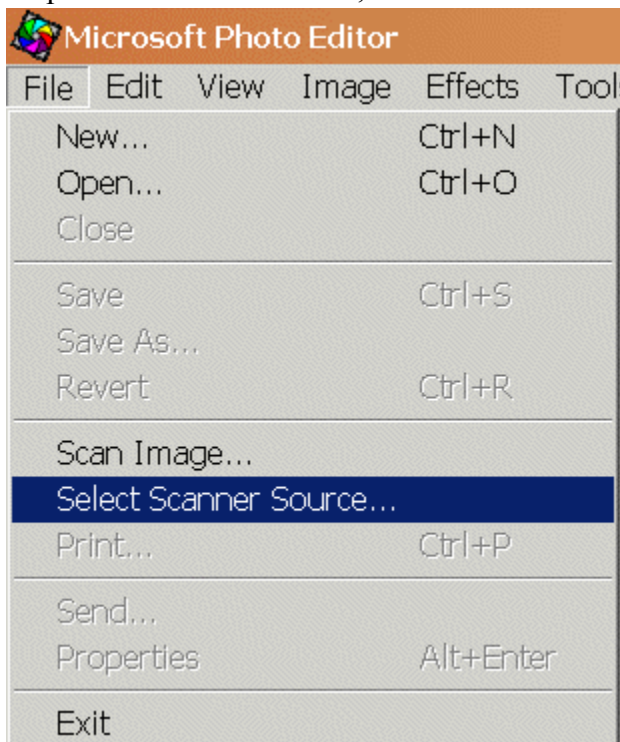 Microsoft Photo Editor
File Edit View Image Effects Tool
New... Ctrl+N
Open... Ctrl+O
Close
Save Ctrl+S
Save As...
Revert Ctrl+R
Scan Image...
Select Scanner Source...
Print... Ctrl+P
Send...
Properties Alt+Enter
Exit